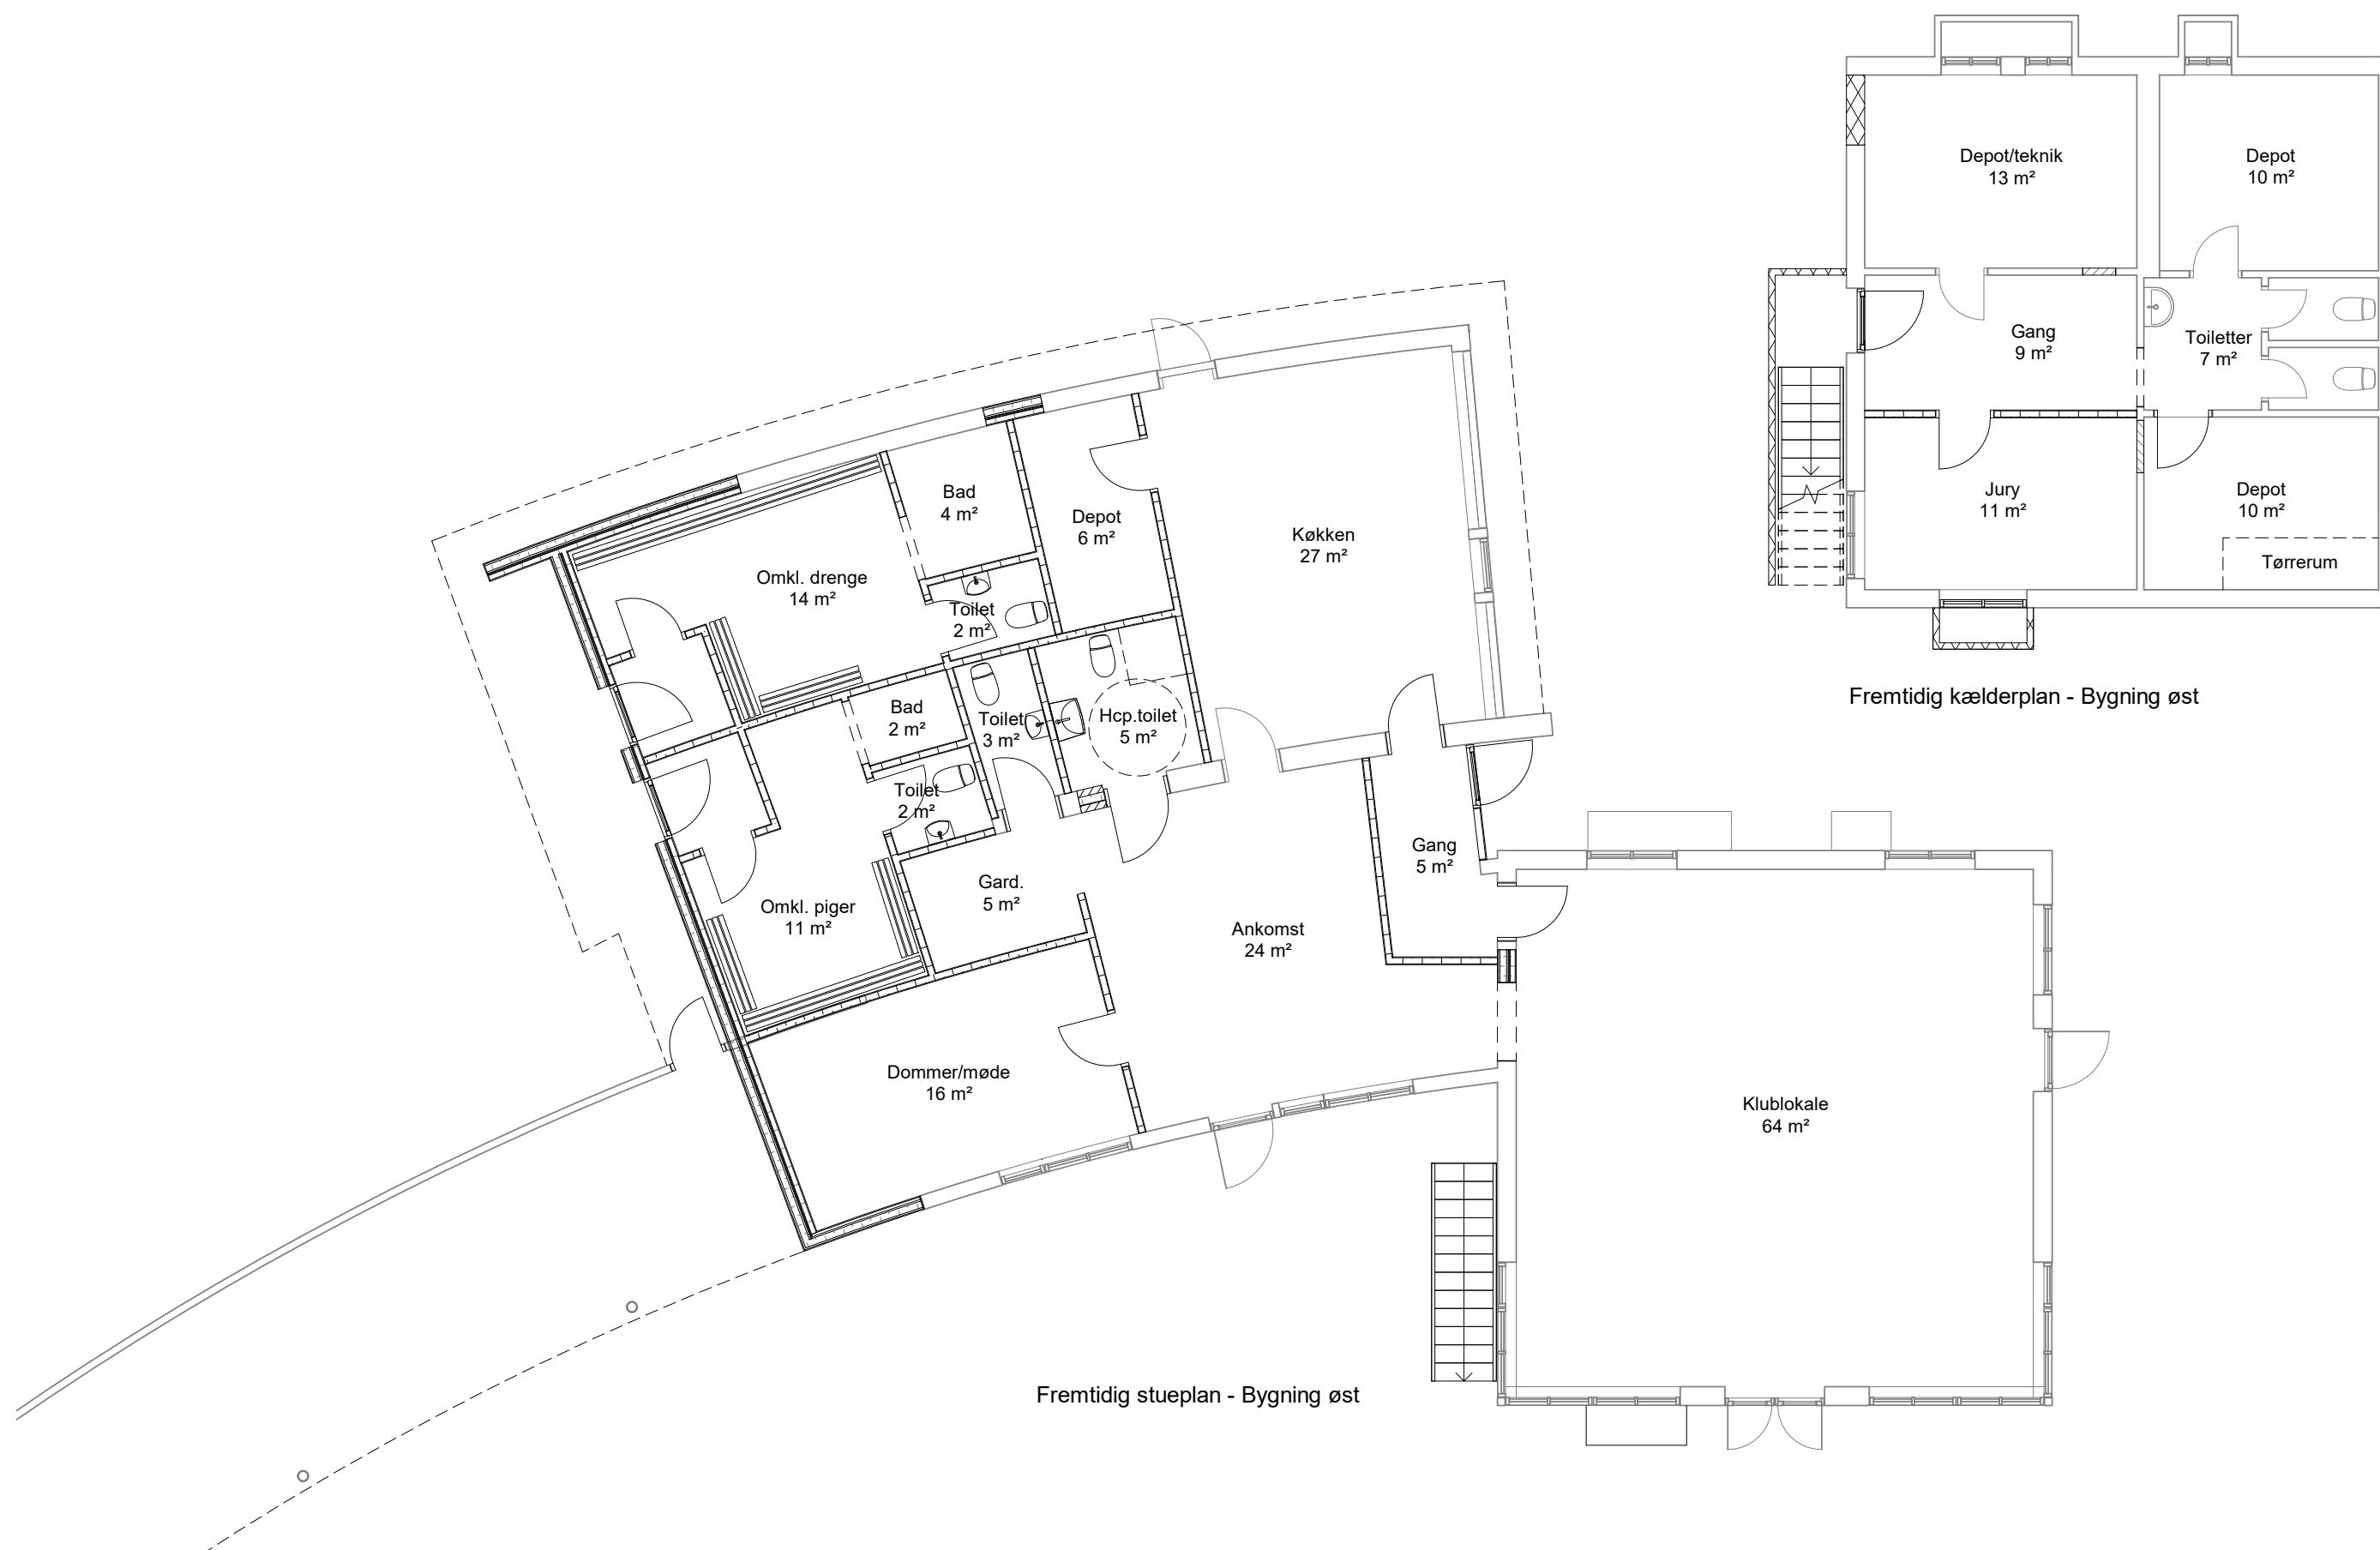 Depot/teknik
13 m²
Depot
10 m²
Gang
9 m²
Toiletter
7 m²
Jury
11 m²
Depot
10 m²
Tørrerum
Fremtidig kælderplan - Bygning øst
Bad
4 m²
Depot
6 m²
Køkken
27 m²
Omkl. drenge
14 m²
Toilet
2 m²
Bad
2 m²
Toilet
3 m²
Hcp.toilet
5 m²
Toilet
2 m²
Gang
5 m²
Gard.
5 m²
Omkl. piger
11 m²
Ankomst
24 m²
Dommer/møde
16 m²
Klublokale
64 m²
Fremtidig stueplan - Bygning øst